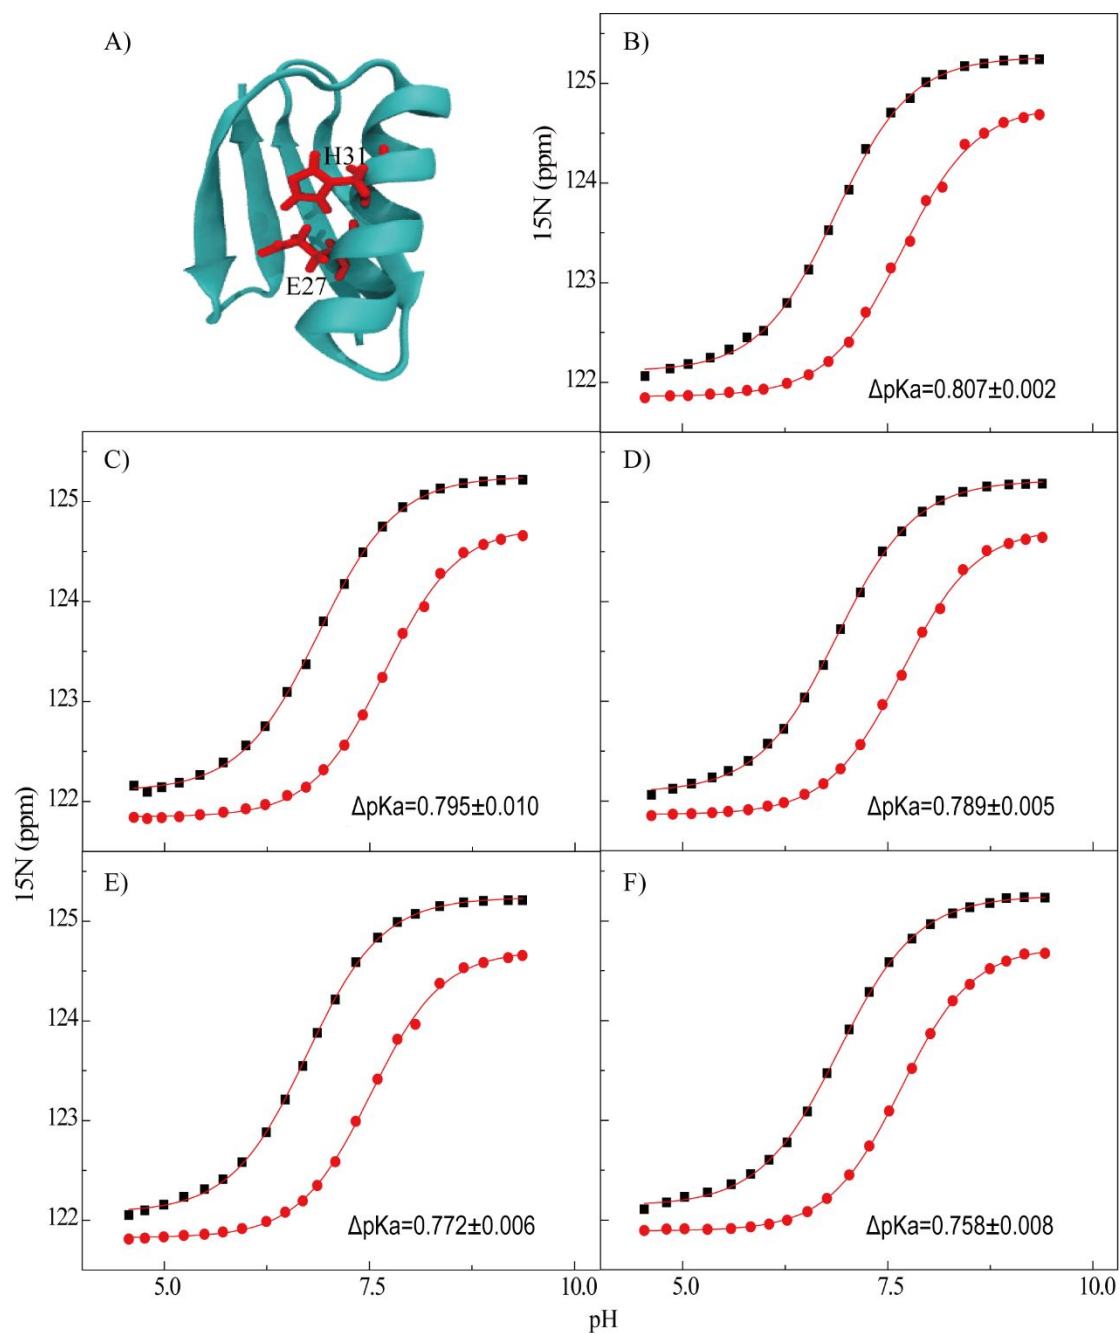 A)
H31
E27
B)
125
124
123
122
15N (ppm)
ΔpKa=0.807±0.002
C)
125
124
123
122
ΔpKa=0.795±0.010
D)
ΔpKa=0.789±0.005
15N (ppm)
E)
125
124
123
122
ΔpKa=0.772±0.006
F)
ΔpKa=0.758±0.008
5.0 7.5 10.0 5.0 7.5 10.0
pH